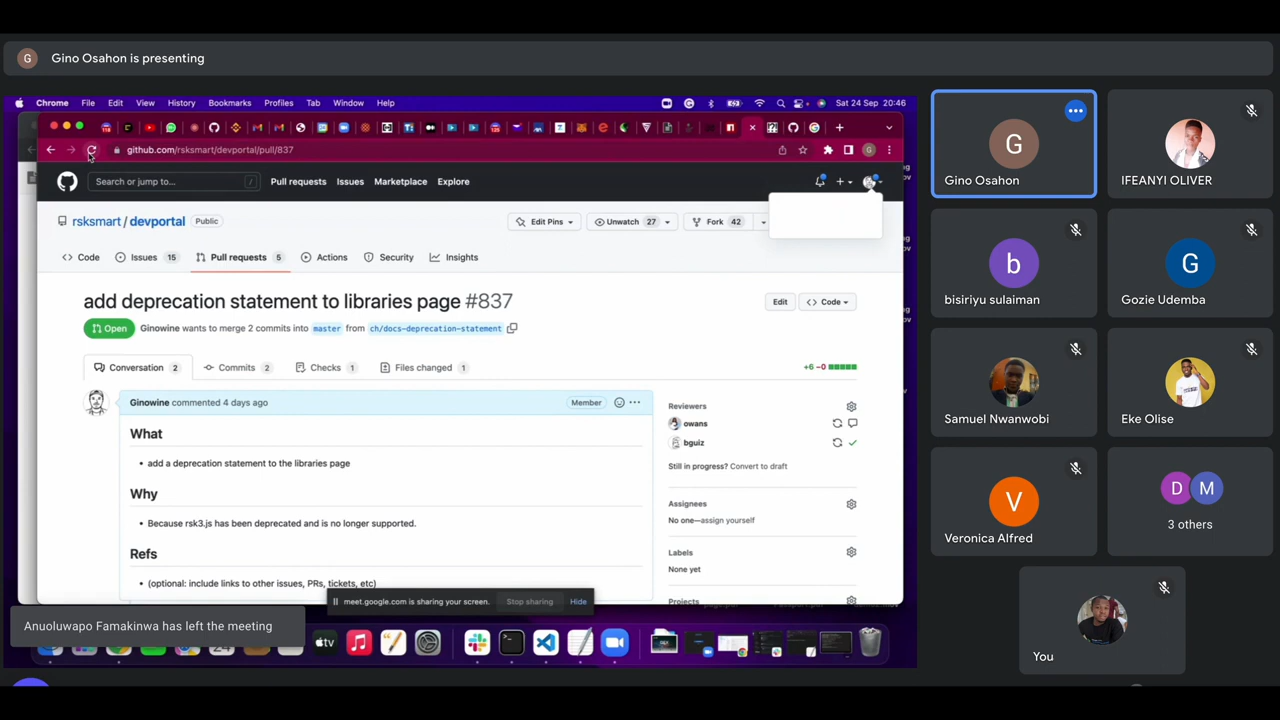 G Gino Osahon is presenting
Chrome File Edit View History Bookmarks Profiles Tab Window Help
Sat 24 Sep 20:46
github.com/rsksmart/devportal/pull/837
G
Search or jump to... /
Pull requests Issues Marketplace Explore
rsksmart / devportal Public
Edit Pins Unwatch 27 Fork 42
Code Issues 15 Pull requests 5 Actions Security Insights
add deprecation statement to libraries page #837
Edit <> Code
Open Ginowine wants to merge 2 commits into master from ch/docs-deprecation-statement
Conversation 2 Commits 2 Checks 1 Files changed 1
+6 −0
Ginowine commented 4 days ago Member
What
• add a deprecation statement to the libraries page
Why
• Because rsk3.js has been deprecated and is no longer supported.
Refs
• (optional: include links to other issues, PRs, tickets, etc)
Reviewers
owans
bguiz
Still in progress? Convert to draft
Assignees
No one—assign yourself
Labels
None yet
Projects
meet.google.com is sharing your screen. Stop sharing Hide
Anuoluwapo Famakinwa has left the meeting
tv
G
Gino Osahon
IFEANYI OLIVER
b
bisiriyu sulaiman
G
Gozie Udemba
Samuel Nwanwobi
Eke Olise
V
Veronica Alfred
D M
3 others
You